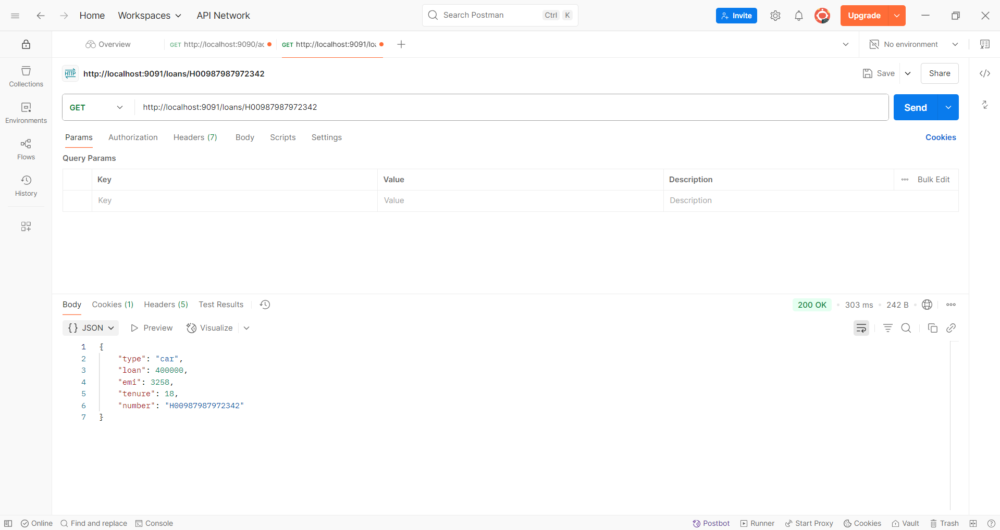 Home Workspaces API Network Search Postman Ctrl K Invite Upgrade
Overview GET http://localhost:9090/ac GET http://localhost:9091/loa No environment
HTTP http://localhost:9091/loans/H00987987972342 Save Share
GET http://localhost:9091/loans/H00987987972342 Send
Params Authorization Headers (7) Body Scripts Settings Cookies
Query Params
Key Value Description Bulk Edit
Key Value Description
Collections
Environments
Flows
History
Body Cookies (1) Headers (5) Test Results 200 OK 303 ms 242 B
{} JSON Preview Visualize
1 {
2 "type": "car",
3 "loan": 400000,
4 "emi": 3258,
5 "tenure": 18,
6 "number": "H00987987972342"
7 }
Online Find and replace Console Postbot Runner Start Proxy Cookies Vault Trash